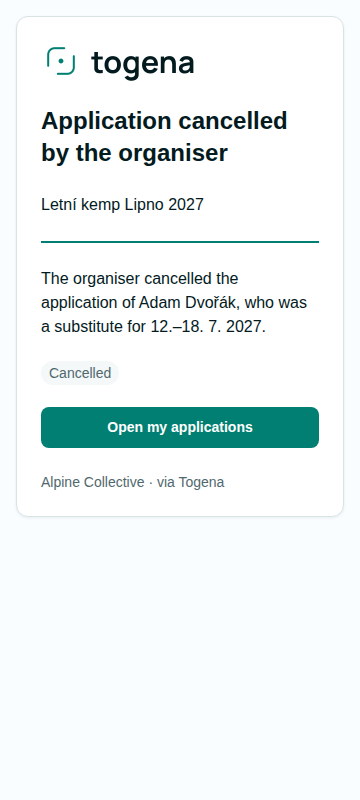 togena
Application cancelled
by the organiser
Letní kemp Lipno 2027
The organiser cancelled the
application of Adam Dvořák, who was
a substitute for 12.–18. 7. 2027.
Cancelled
Open my applications
Alpine Collective · via Togena